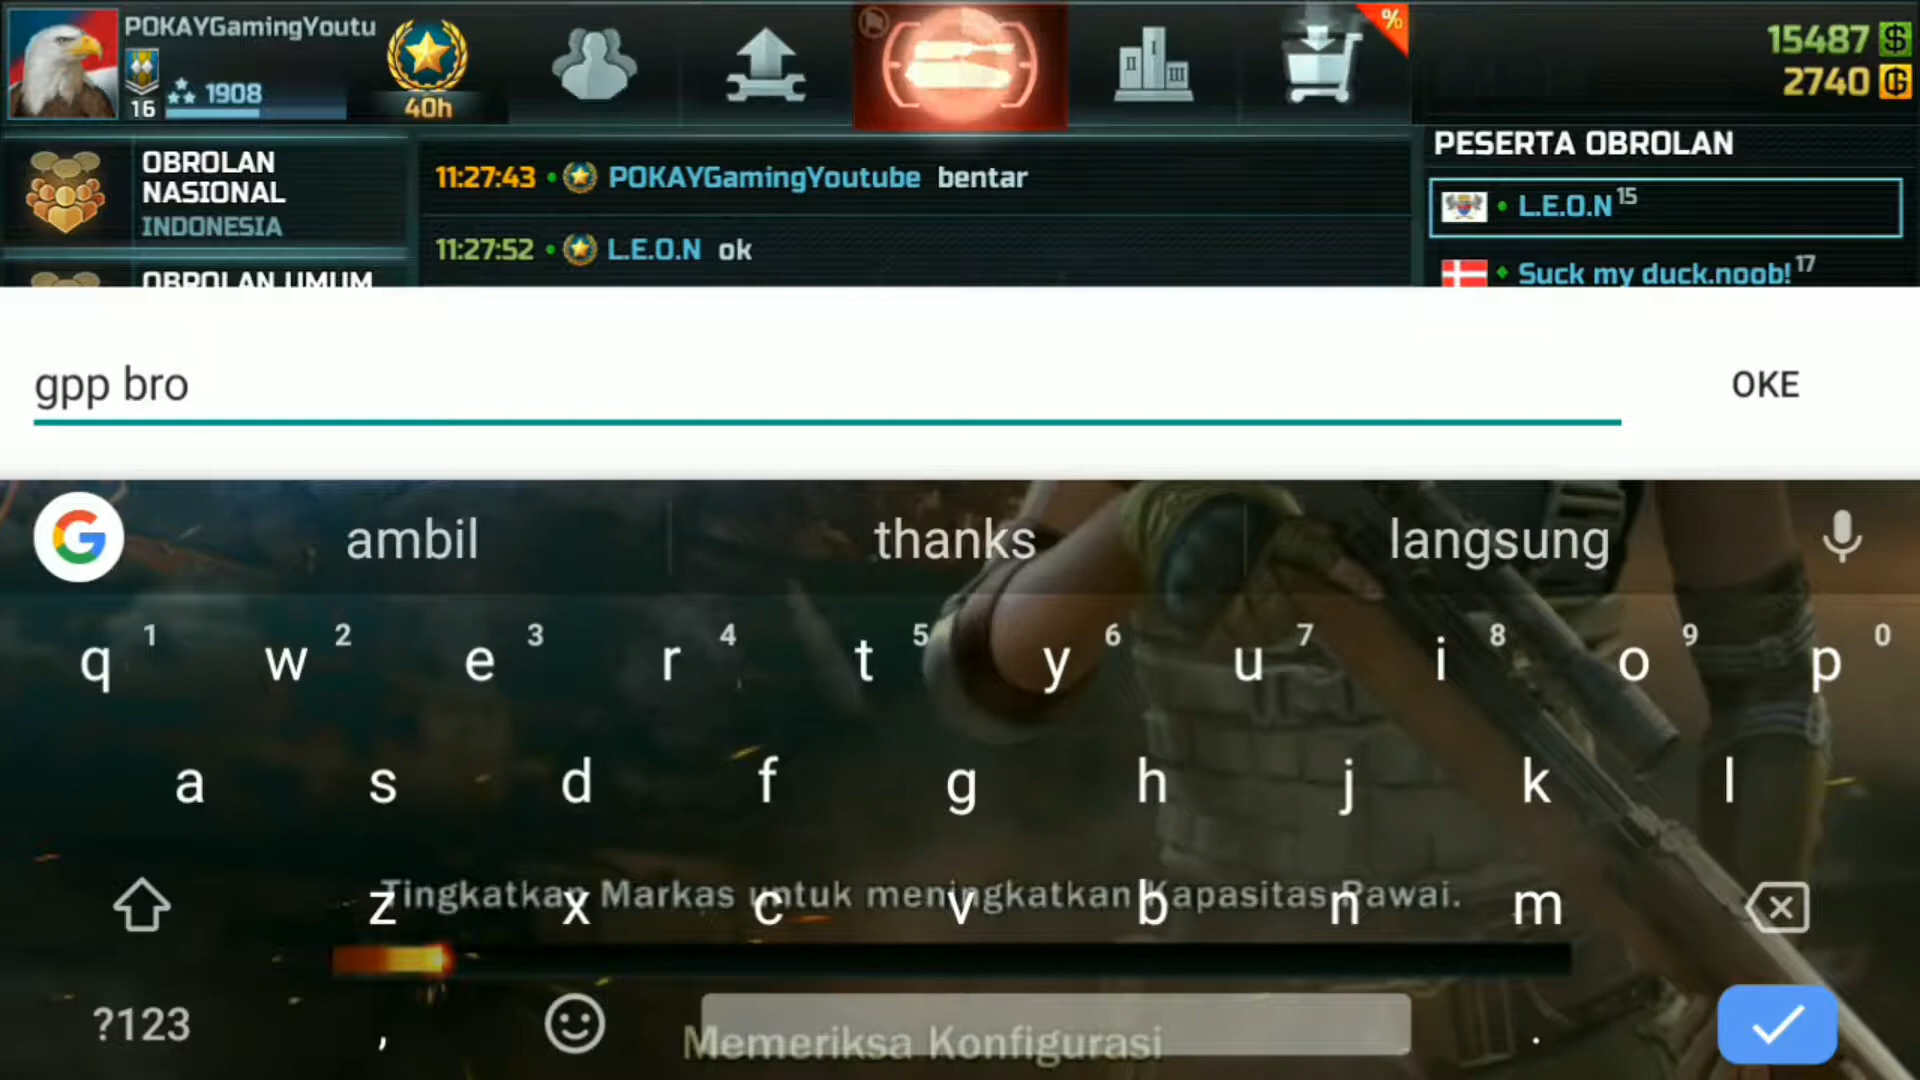 POKAYGamingYoutu
16
1908
40h
%
15487
2740
OBROLAN
NASIONAL
INDONESIA
OBROLAN UMUM
11:27:43 • POKAYGamingYoutube bentar
11:27:52 • L.E.O.N ok
PESERTA OBROLAN
L.E.O.N 15
Suck my duck.noob! 17
gpp bro
OKE
ambil thanks langsung
q 1 w 2 e 3 r 4 t 5 y 6 u 7 i 8 o 9 p 0
a s d f g h j k l
z x c v b n m
Tingkatkan Markas untuk meningkatkan Kapasitas Rawai.
?123 , .
Memeriksa Konfigurasi